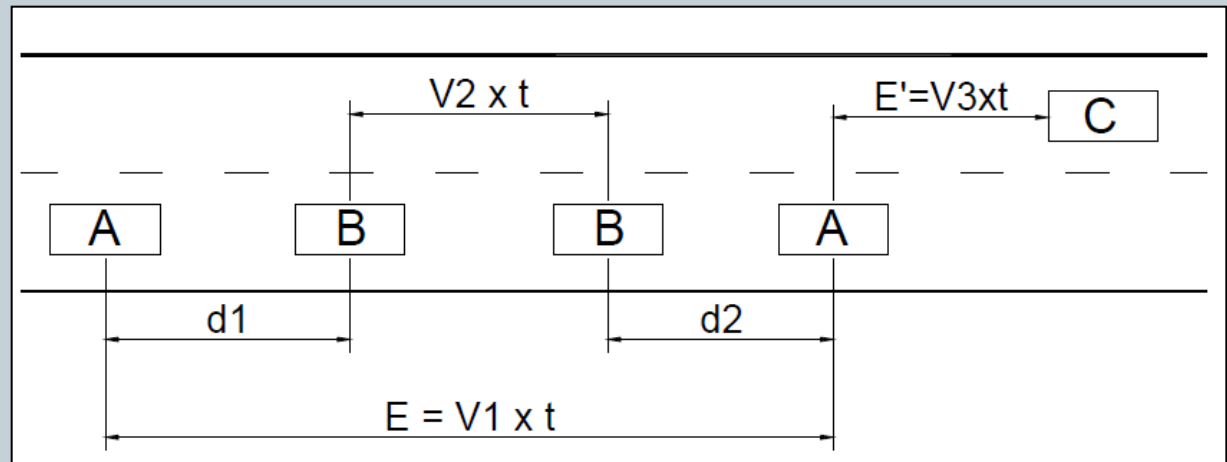 V2 x t
E'=V3xt
C
A
B
B
A
d1
d2
E = V1 x t